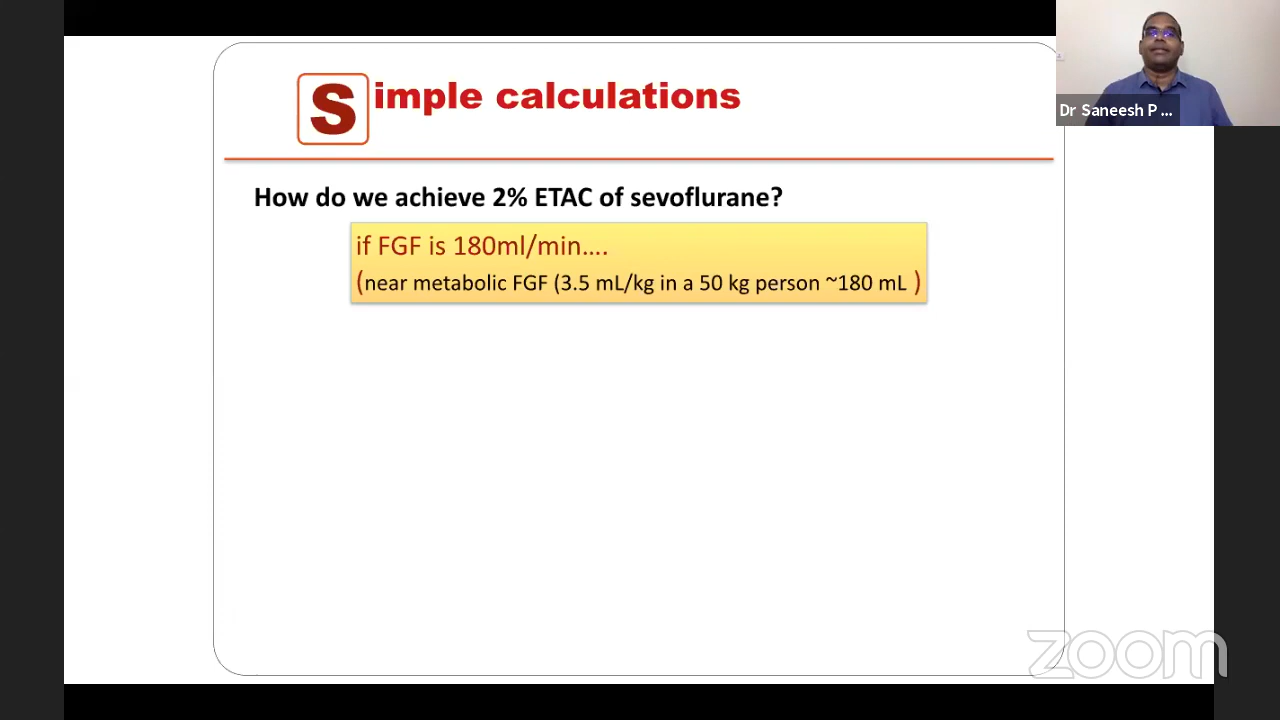 Simple calculations
How do we achieve 2% ETAC of sevoflurane?
if FGF is 180ml/min....
(near metabolic FGF (3.5 mL/kg in a 50 kg person ~180 mL )
Dr Saneesh P ...
zoom